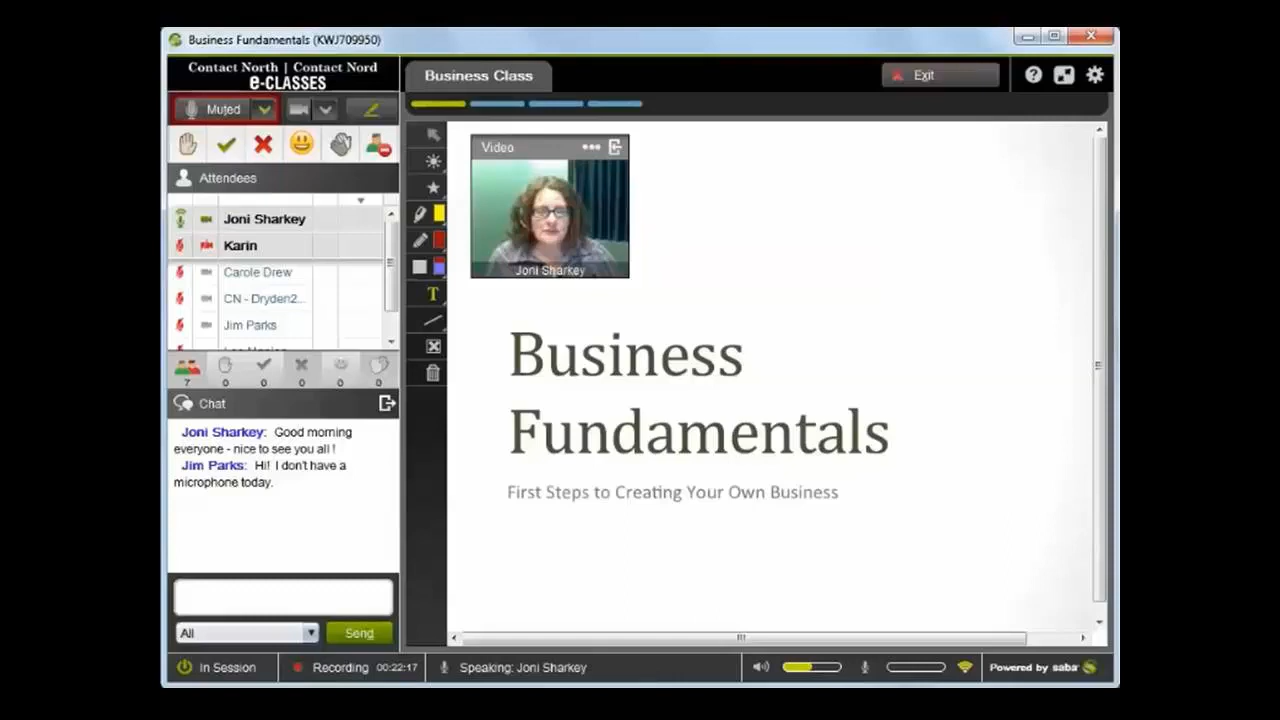 Business Fundamentals (KWJ709950)
Contact North | Contact Nord
e-CLASSES
Business Class
Exit
Muted
Attendees
Joni Sharkey
Karin
Carole Drew
CN - Dryden2...
Jim Parks
7
0
0
0
0
0
Chat
Joni Sharkey: Good morning
everyone - nice to see you all !
Jim Parks: Hi! I don't have a
microphone today.
All
Send
Video
Joni Sharkey
T
Business
Fundamentals
First Steps to Creating Your Own Business
In Session
Recording 00:22:17
Speaking: Joni Sharkey
Powered by saba